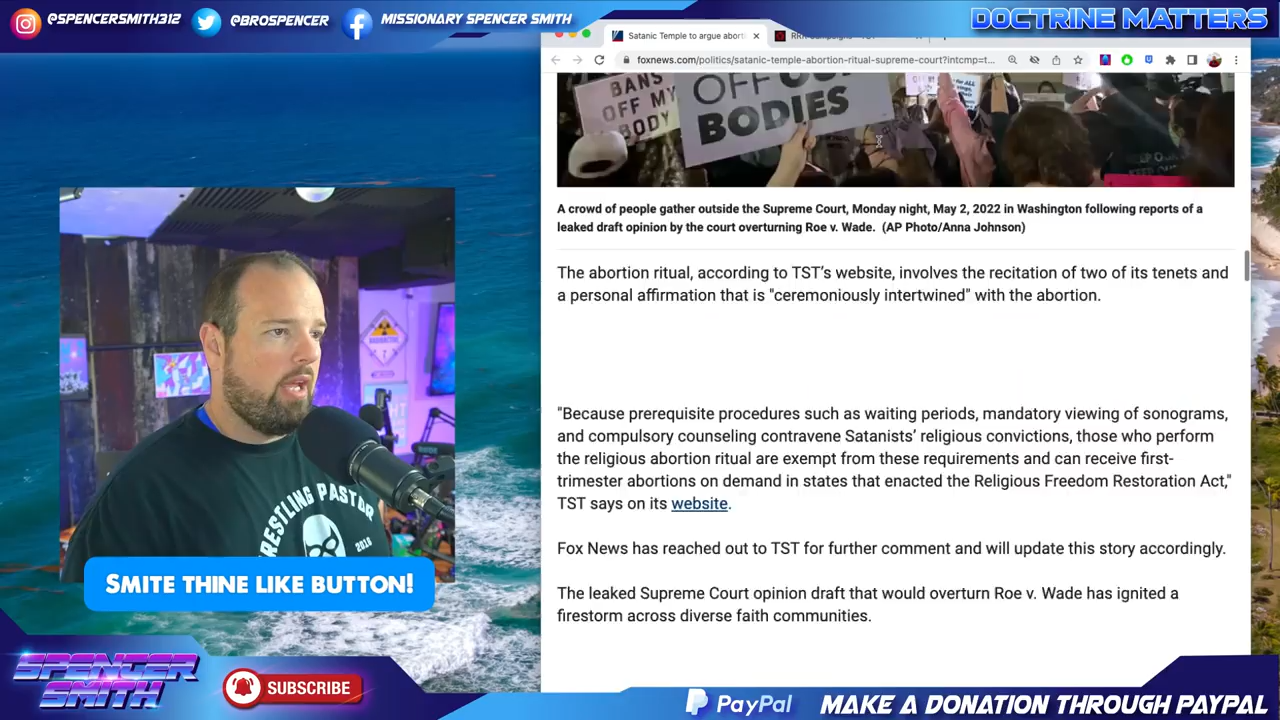 @SPENCERSMITH312
@BROSPENCER
MISSIONARY SPENCER SMITH
DOCTRINE MATTERS
Satanic Temple to argue abort
foxnews.com/politics/satanic-temple-abortion-ritual-supreme-court?intcmp=t...
BANS
OFF MY
BODY
OFF OUR
BODIES
A crowd of people gather outside the Supreme Court, Monday night, May 2, 2022 in Washington following reports of a
leaked draft opinion by the court overturning Roe v. Wade. (AP Photo/Anna Johnson)
The abortion ritual, according to TST's website, involves the recitation of two of its tenets and
a personal affirmation that is "ceremoniously intertwined" with the abortion.
"Because prerequisite procedures such as waiting periods, mandatory viewing of sonograms,
and compulsory counseling contravene Satanists' religious convictions, those who perform
the religious abortion ritual are exempt from these requirements and can receive first-
trimester abortions on demand in states that enacted the Religious Freedom Restoration Act,"
TST says on its website.
Fox News has reached out to TST for further comment and will update this story accordingly.
The leaked Supreme Court opinion draft that would overturn Roe v. Wade has ignited a
firestorm across diverse faith communities.
RESTLING PASTOR
2018
SMITE THINE LIKE BUTTON!
SPENCER
SMITH
SUBSCRIBE
PayPal
MAKE A DONATION THROUGH PAYPAL